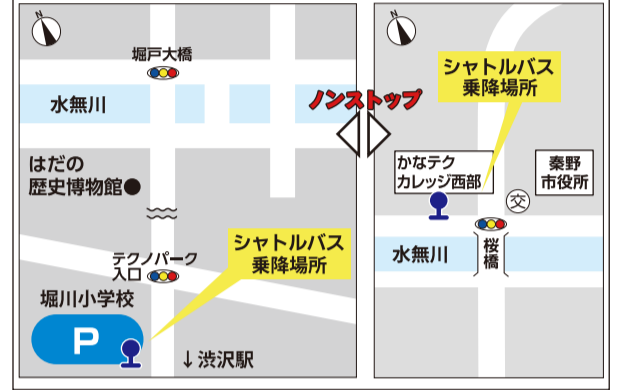 N
堀戸大橋
水無川
はだの
歴史博物館●
テクノパーク
入口
シャトルバス
乗降場所
堀川小学校
P
↓渋沢駅
ノンストップ
N
シャトルバス
乗降場所
かなテク
カレッジ西部
秦野
市役所
交
水無川
桜橋